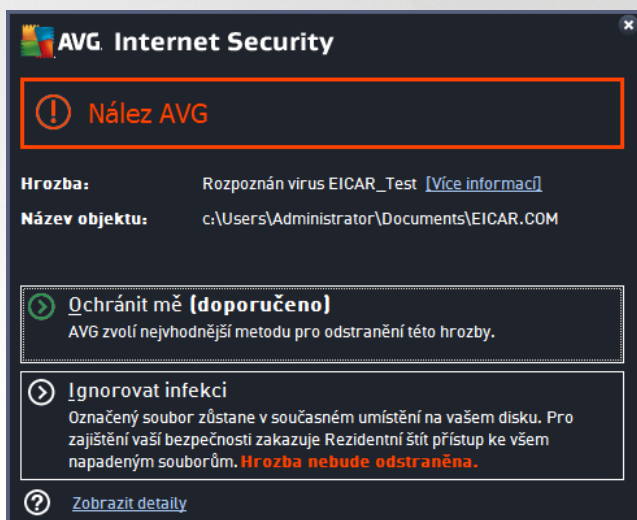 AVG. Internet Security
Nález AVG
Hrozba: Rozpoznán virus EICAR_Test [Více informací]
Název objektu: c:\Users\Administrator\Documents\EICAR.COM
Ochránit mě (doporučeno)
AVG zvolí nejvhodnější metodu pro odstranění této hrozby.
Ignorovat infekci
Označený soubor zůstane v současném umístění na vašem disku. Pro
zajištění vaší bezpečnosti zakazuje Rezidentní štít přístup ke všem
napadeným souborům. Hrozba nebude odstraněna.
Zobrazit detaily